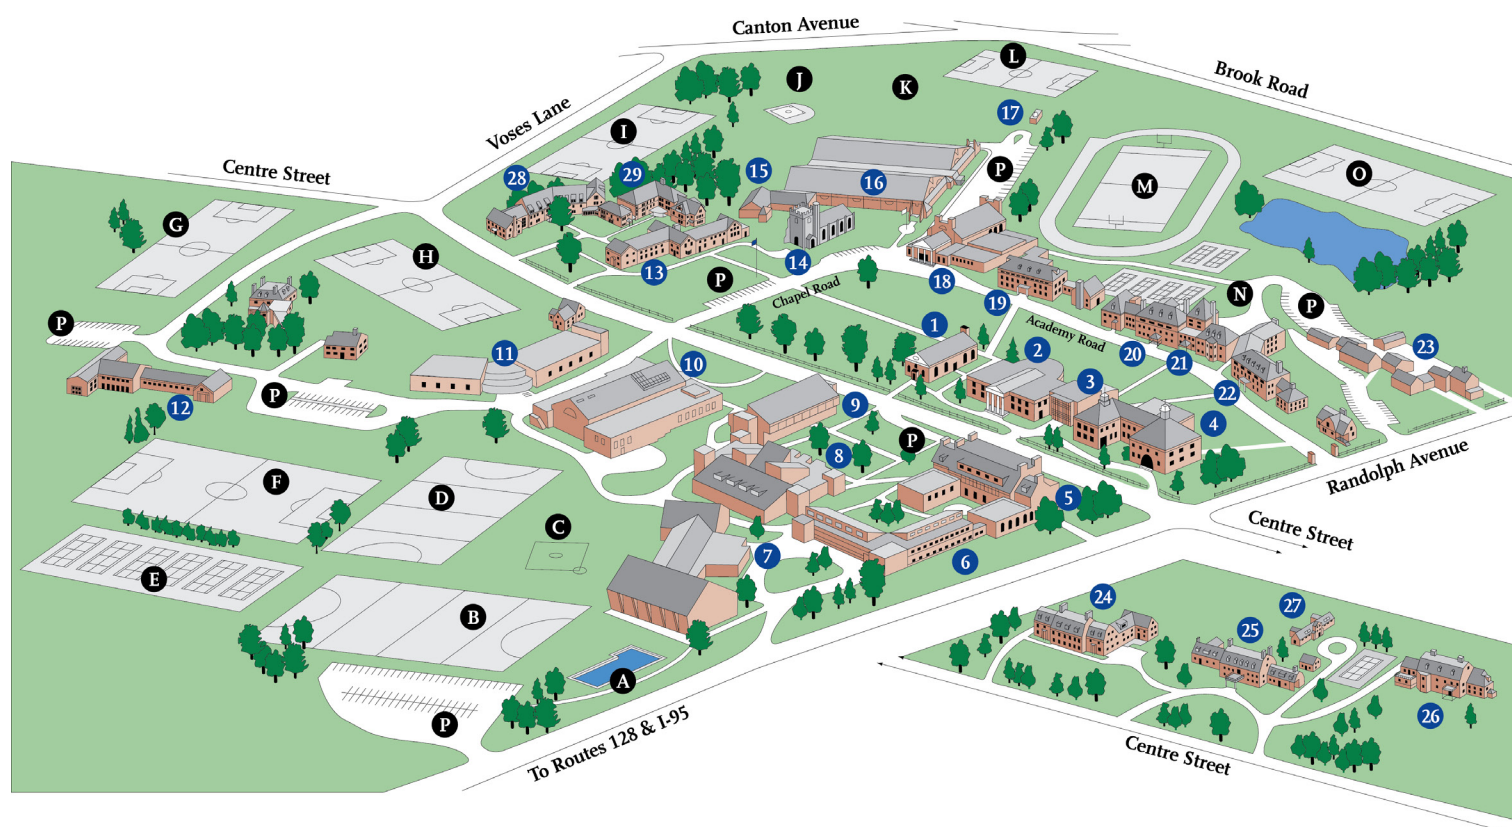 Canton Avenue
L
Brook Road
J
K
Voses Lane
17
I
Centre Street
28
29
15
16
P
M
O
G
H
13
P
14
18
19
Chapel Road
N
P
P
1
Academy Road
20
21
23
11
10
2
3
22
12
P
9
4
P
8
Randolph Avenue
F
D
5
C
Centre Street
E
7
6
B
24
27
25
A
P
26
To Routes 128 & I-95
Centre Street